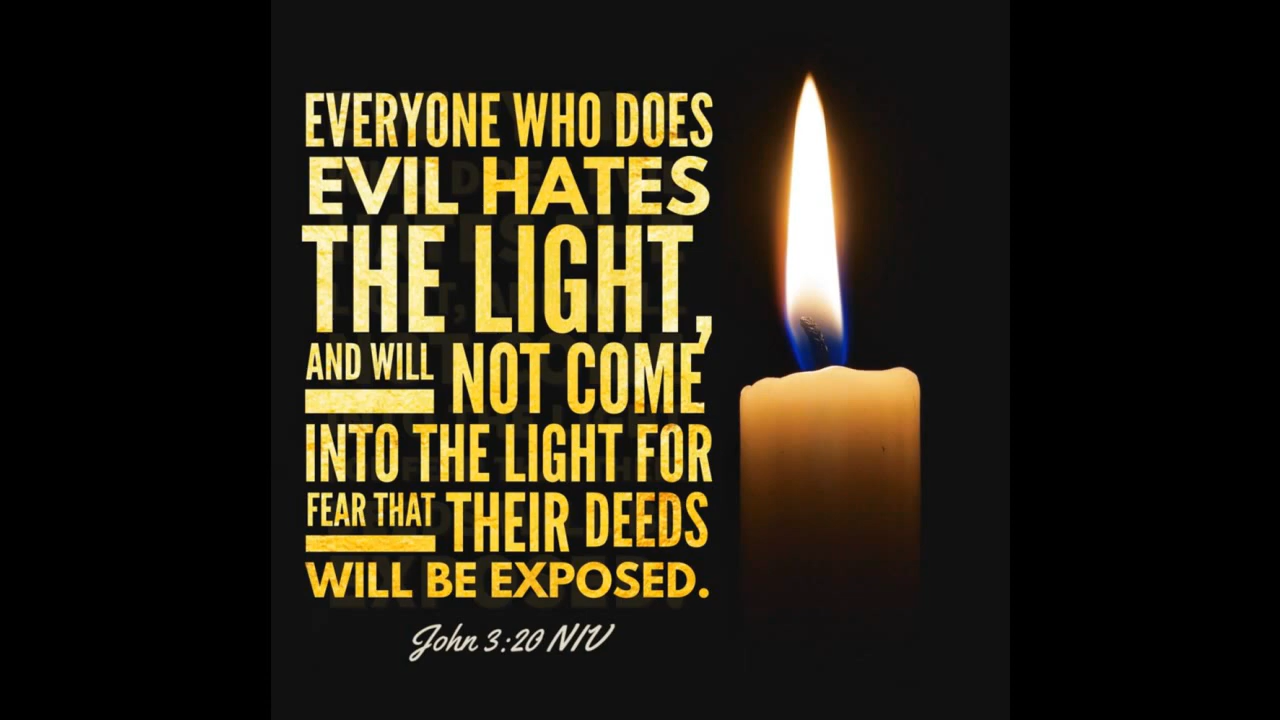 EVERYONE WHO DOES
EVIL HATES
THE LIGHT,
AND WILL NOT COME
INTO THE LIGHT FOR
FEAR THAT THEIR DEEDS
WILL BE EXPOSED.
John 3:20 NIV